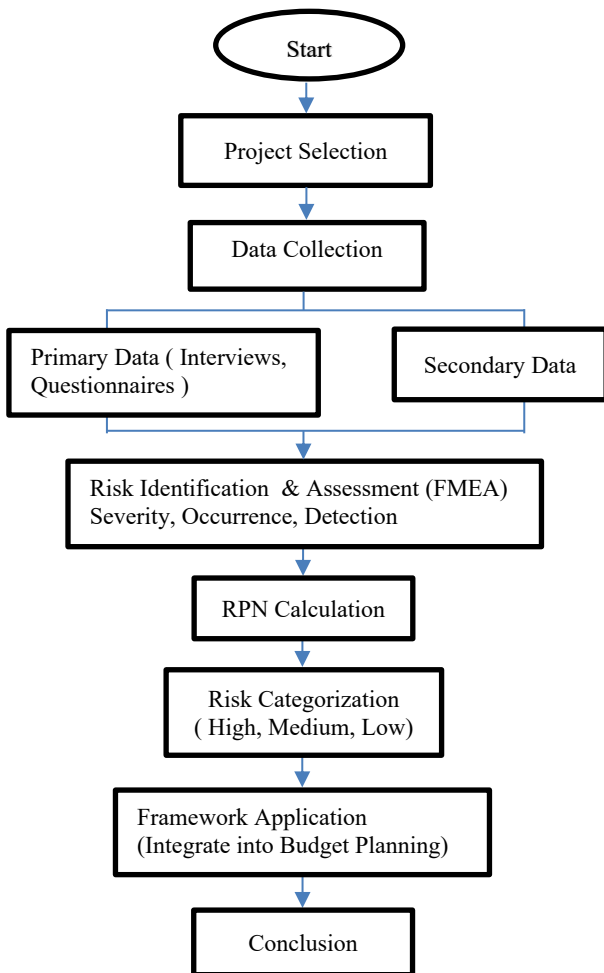 Start
Project Selection
Data Collection
Primary Data ( Interviews,
Questionnaires )
Secondary Data
Risk Identification & Assessment (FMEA)
Severity, Occurrence, Detection
RPN Calculation
Risk Categorization
( High, Medium, Low)
Framework Application
(Integrate into Budget Planning)
Conclusion